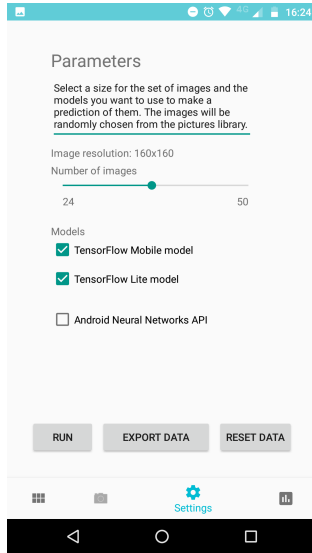 4G 16:24
Parameters
Select a size for the set of images and the
models you want to use to make a
prediction of them. The images will be
randomly chosen from the pictures library.
Image resolution: 160x160
Number of images
24 50
Models
TensorFlow Mobile model
TensorFlow Lite model
Android Neural Networks API
RUN EXPORT DATA RESET DATA
Settings